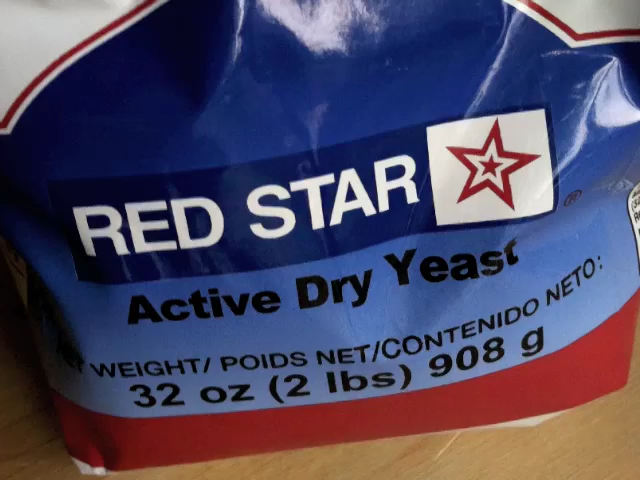 RED STAR
®
Active Dry Yeast
WEIGHT/ POIDS NET/CONTENIDO NETO:
32 oz (2 lbs) 908 g